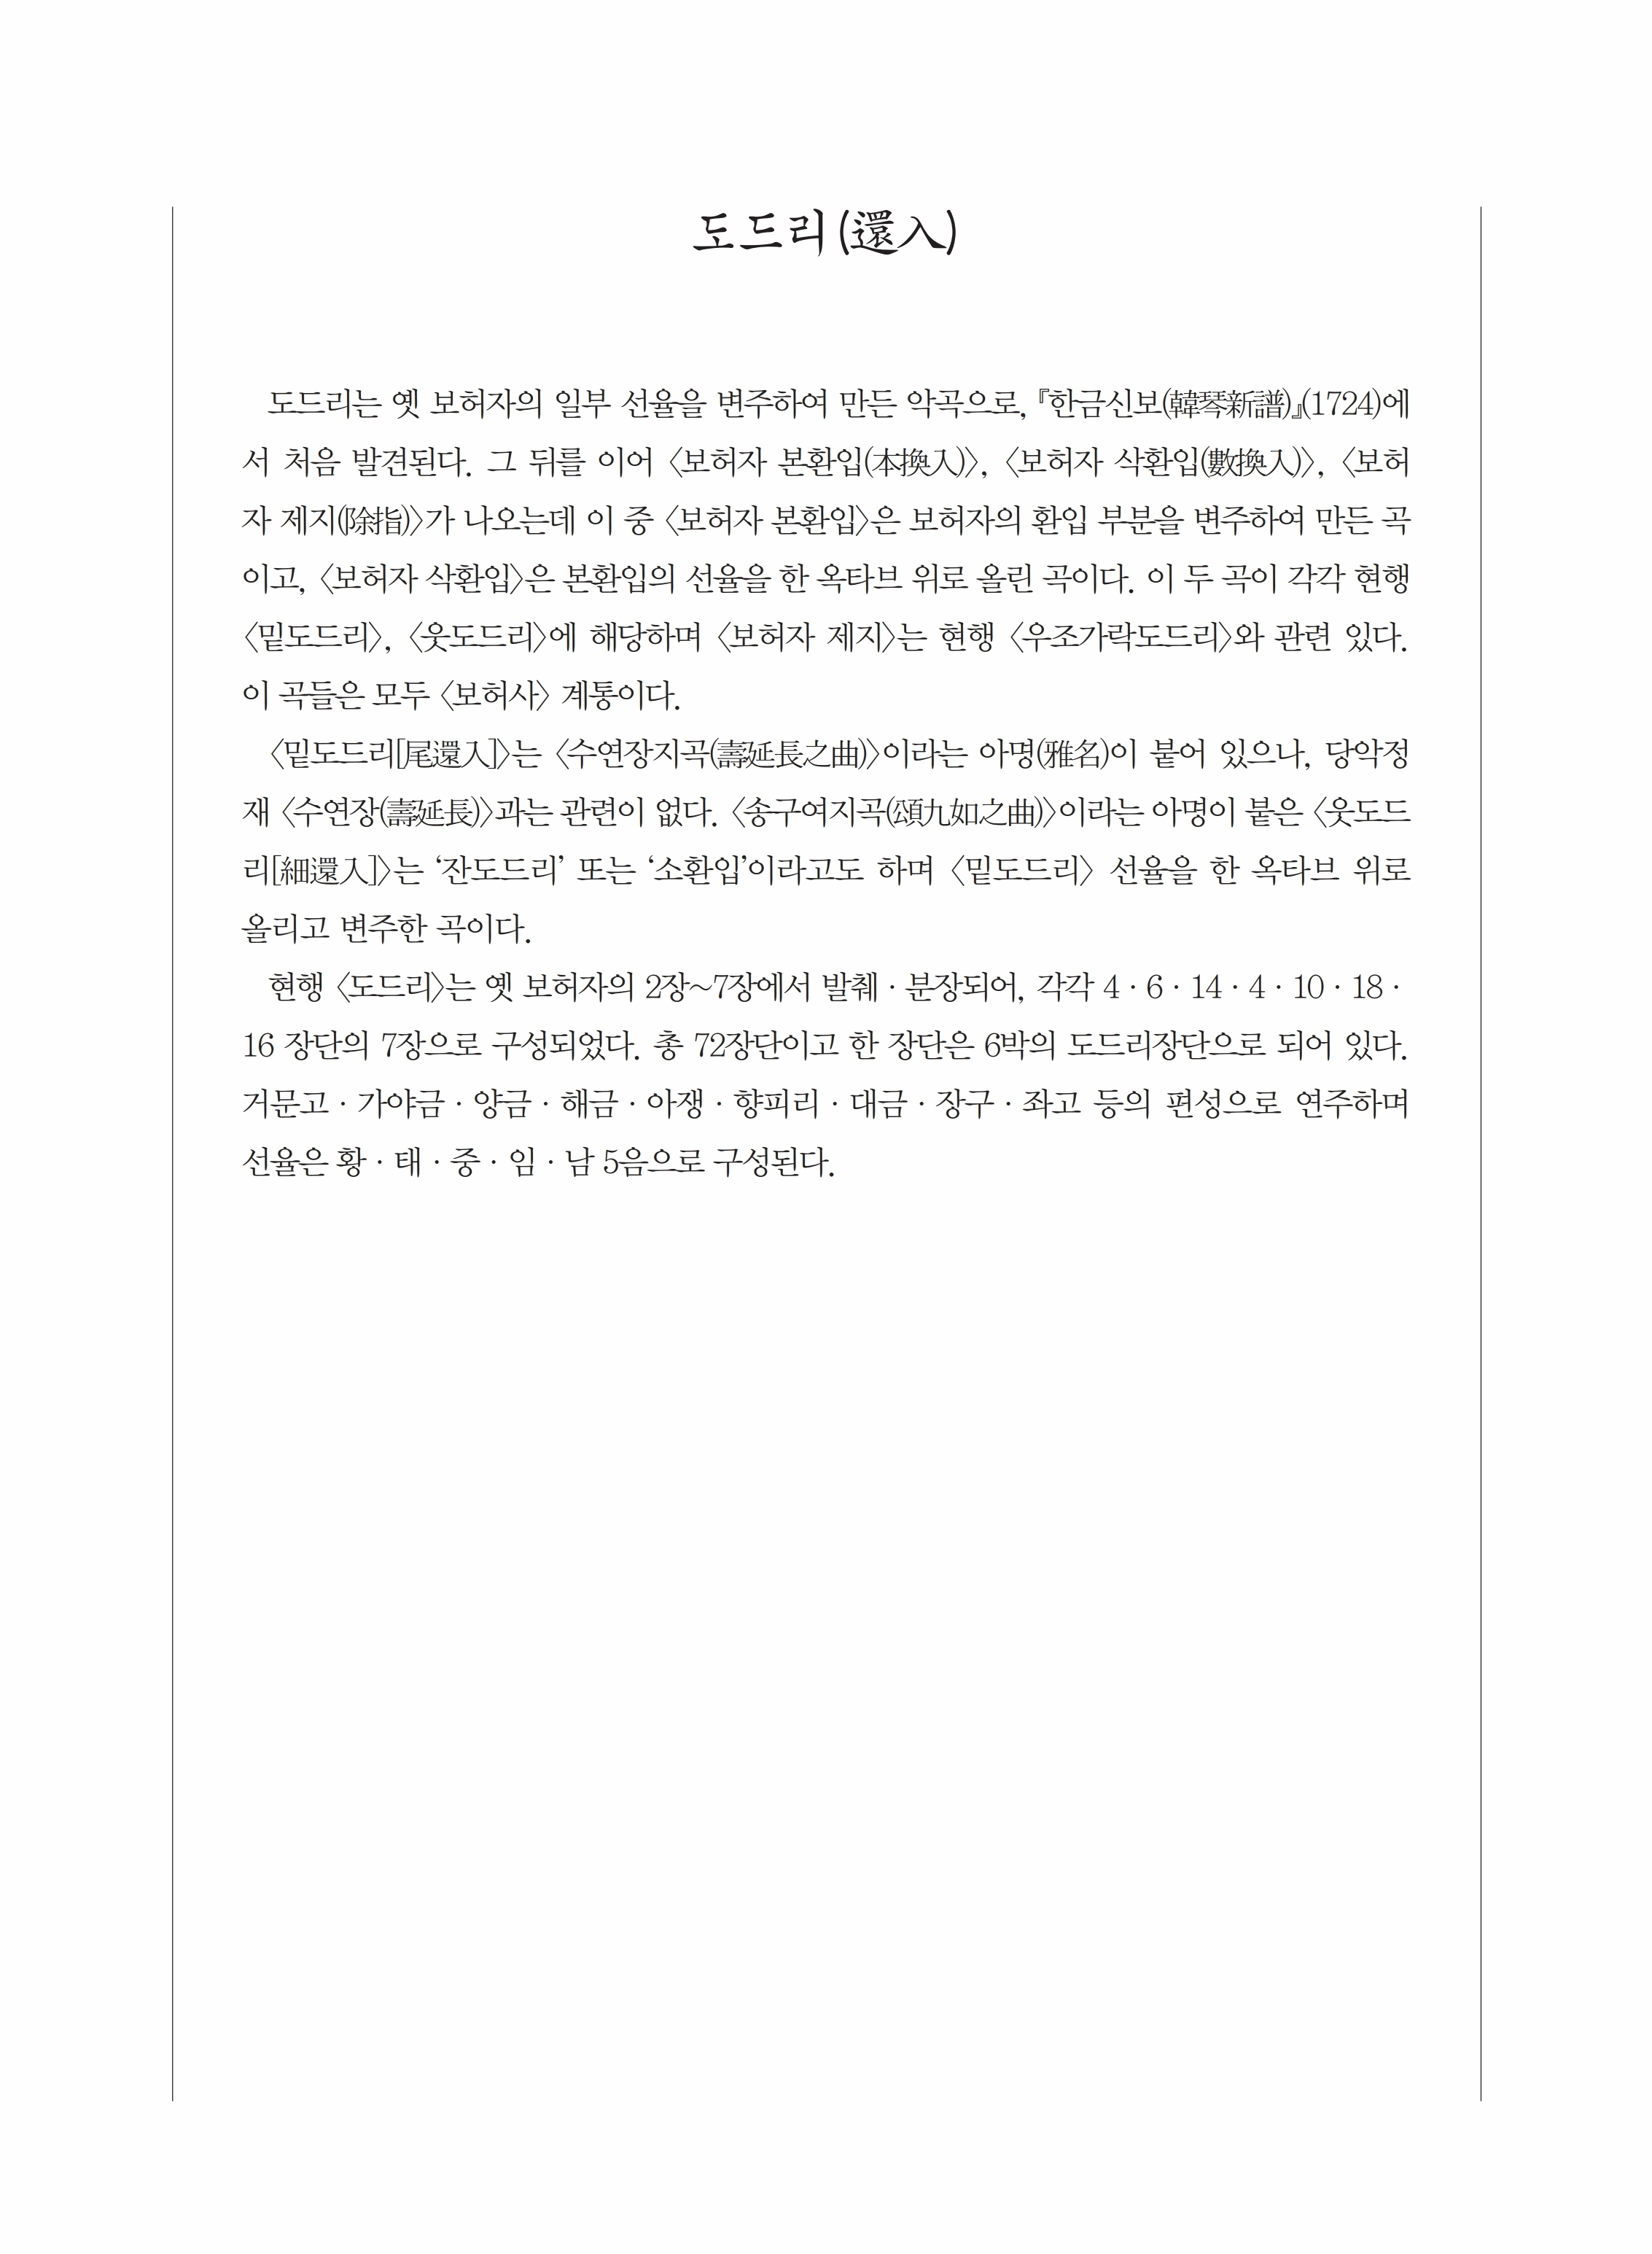 도드리(還入)
도드리는 옛 보허자의 일부 선율을 변주하여 만든 악곡으로, 『한금신보(韓琴新譜)』(1724)에
서 처음 발견된다. 그 뒤를 이어 〈보허자 본환입(本換入)〉, 〈보허자 삭환입(數換入)〉, 〈보허
자 제지(除指)〉가 나오는데 이 중 〈보허자 본환입〉은 보허자의 환입 부분을 변주하여 만든 곡
이고, 〈보허자 삭환입〉은 본환입의 선율을 한 옥타브 위로 올린 곡이다. 이 두 곡이 각각 현행
〈밑도드리〉, 〈웃도드리〉에 해당하며 〈보허자 제지〉는 현행 〈우조가락도드리〉와 관련 있다.
이 곡들은 모두 〈보허사〉 계통이다.
〈밑도드리[尾還入]〉는 〈수연장지곡(壽延長之曲)〉이라는 아명(雅名)이 붙어 있으나, 당악정
재 〈수연장(壽延長)〉과는 관련이 없다. 〈송구여지곡(頌九如之曲)〉이라는 아명이 붙은 〈웃도드
리[細還入]〉는 ‘잔도드리’ 또는 ‘소환입’이라고도 하며 〈밑도드리〉 선율을 한 옥타브 위로
올리고 변주한 곡이다.
현행 〈도드리〉는 옛 보허자의 2장~7장에서 발췌·분장되어, 각각 4·6·14·4·10·18·
16 장단의 7장으로 구성되었다. 총 72장단이고 한 장단은 6박의 도드리장단으로 되어 있다.
거문고·가야금·양금·해금·아쟁·향피리·대금·장구·좌고 등의 편성으로 연주하며
선율은 황·태·중·임·남 5음으로 구성된다.